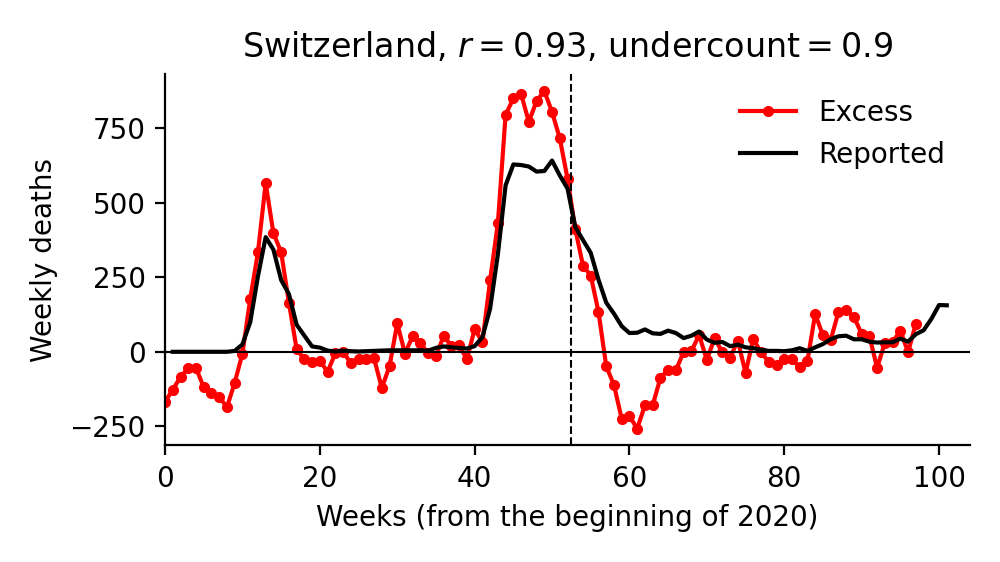 Switzerland, r = 0.93, undercount = 0.9
Excess
Reported
Weekly deaths
750
500
250
0
−250
0 20 40 60 80 100
Weeks (from the beginning of 2020)